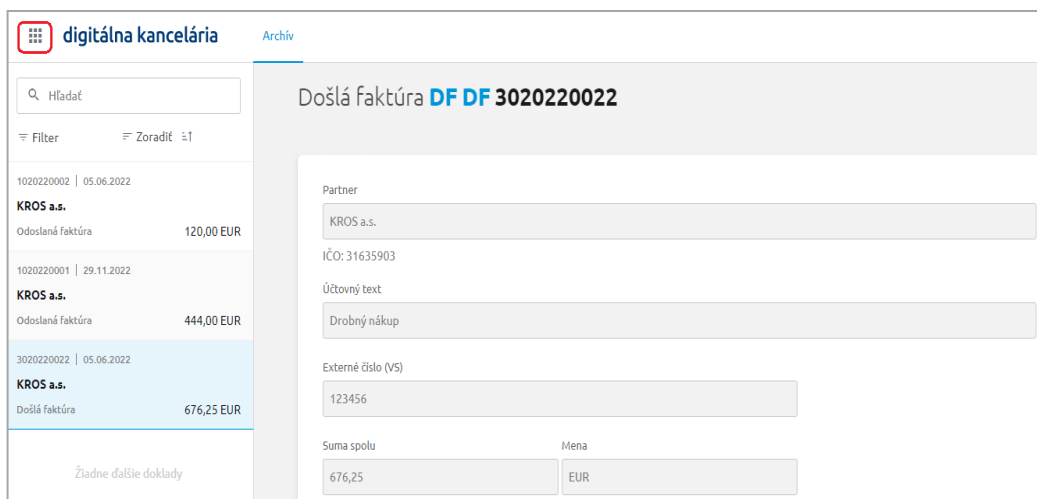 digitálna kancelária
Archív
Hľadať
Filter
Zoradiť
1020220002 | 05.06.2022
KROS a.s.
Odoslaná faktúra 120,00 EUR
1020220001 | 29.11.2022
KROS a.s.
Odoslaná faktúra 444,00 EUR
3020220022 | 05.06.2022
KROS a.s.
Došlá faktúra 676,25 EUR
Žiadne ďalšie doklady
Došlá faktúra DF DF 3020220022
Partner
KROS a.s.
IČO: 31635903
Účtovný text
Drobný nákup
Externé číslo (VS)
123456
Suma spolu Mena
676,25 EUR